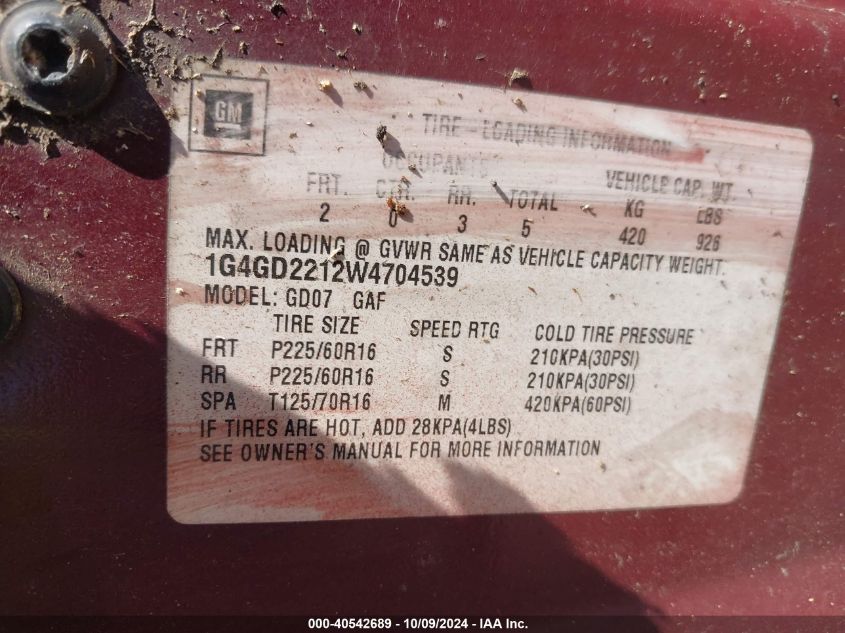 GM
TIRE - LOADING INFORMATION
OCCUPANTS VEHICLE CAP. WT.
FRT. CTR. RR. TOTAL KG LBS
2 0 3 5 420 926
MAX. LOADING @ GVWR SAME AS VEHICLE CAPACITY WEIGHT.
1G4GD2212W4704539
MODEL: GD07 GAF
TIRE SIZE SPEED RTG COLD TIRE PRESSURE
FRT P225/60R16 S 210KPA(30PSI)
RR P225/60R16 S 210KPA(30PSI)
SPA T125/70R16 M 420KPA(60PSI)
IF TIRES ARE HOT, ADD 28KPA(4LBS)
SEE OWNER'S MANUAL FOR MORE INFORMATION
000-40542689 - 10/09/2024 - IAA Inc.